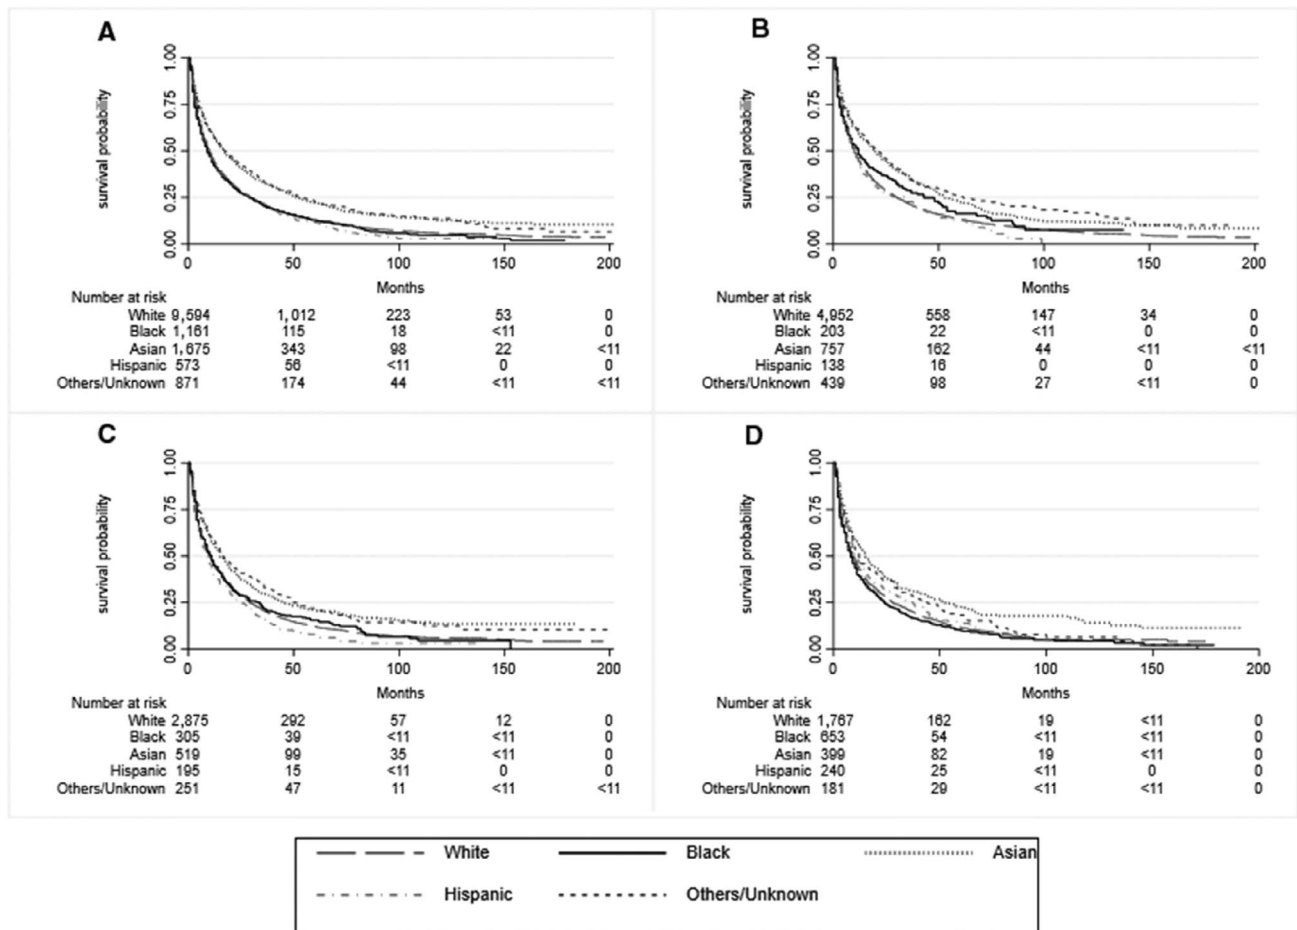 A
survival probability
1.00
0.75
0.50
0.25
0.00
0 50 100 150 200
Months
Number at risk
White 9,594 1,012 223 53 0
Black 1,161 115 18 <11 0
Asian 1,675 343 98 22 <11
Hispanic 573 56 <11 0 0
Others/Unknown 871 174 44 <11 <11
B
survival probability
1.00
0.75
0.50
0.25
0.00
0 50 100 150 200
Months
Number at risk
White 4,952 558 147 34 0
Black 203 22 <11 0 0
Asian 757 162 44 <11 <11
Hispanic 138 16 0 0 0
Others/Unknown 439 98 27 <11 0
C
survival probability
1.00
0.75
0.50
0.25
0.00
0 50 100 150 200
Months
Number at risk
White 2,875 292 57 12 0
Black 305 39 <11 <11 0
Asian 519 99 35 <11 0
Hispanic 195 15 <11 0 0
Others/Unknown 251 47 11 <11 <11
D
survival probability
1.00
0.75
0.50
0.25
0.00
0 50 100 150 200
Months
Number at risk
White 1,767 162 19 <11 0
Black 653 54 <11 <11 0
Asian 399 82 19 <11 0
Hispanic 240 25 <11 0 0
Others/Unknown 181 29 <11 <11 0
White Black Asian
Hispanic Others/Unknown